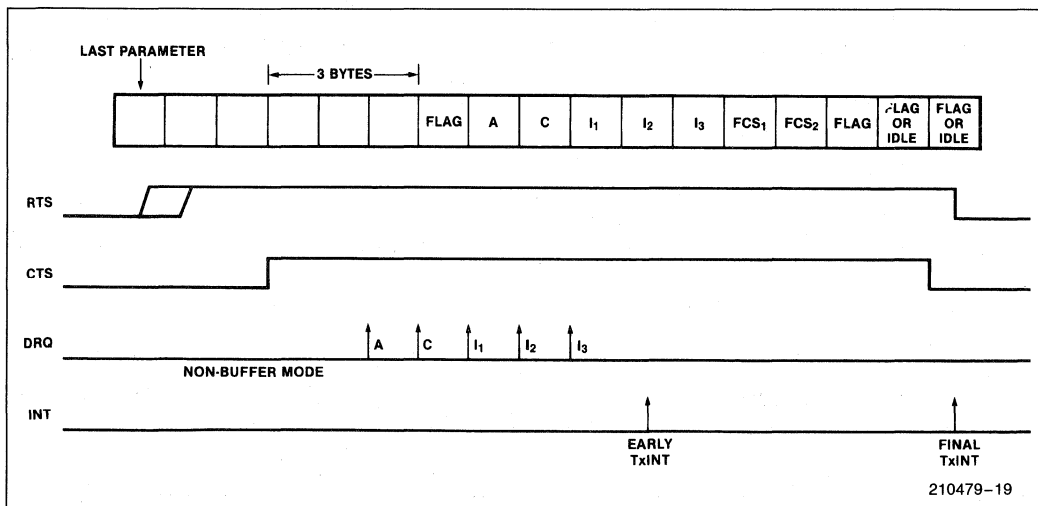 LAST PARAMETER
3 BYTES
FLAG A C I₁ I₂ I₃ FCS₁ FCS₂ FLAG FLAG OR IDLE FLAG OR IDLE
RTS
CTS
DRQ A C I₁ I₂ I₃
NON-BUFFER MODE
INT
EARLY TxINT FINAL TxINT
210479-19